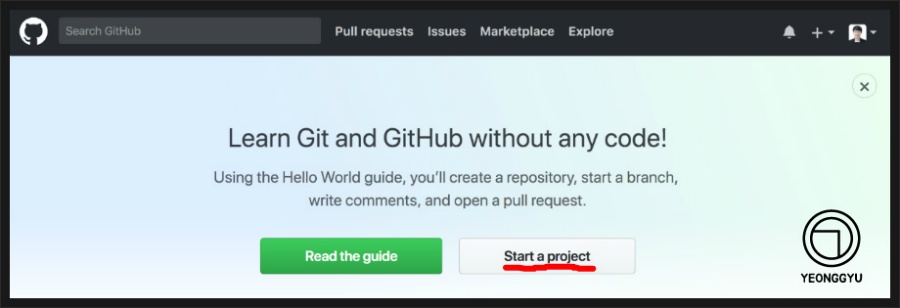 Search GitHub Pull requests Issues Marketplace Explore
Learn Git and GitHub without any code!
Using the Hello World guide, you'll create a repository, start a branch,
write comments, and open a pull request.
Read the guide Start a project
YEONGGYU